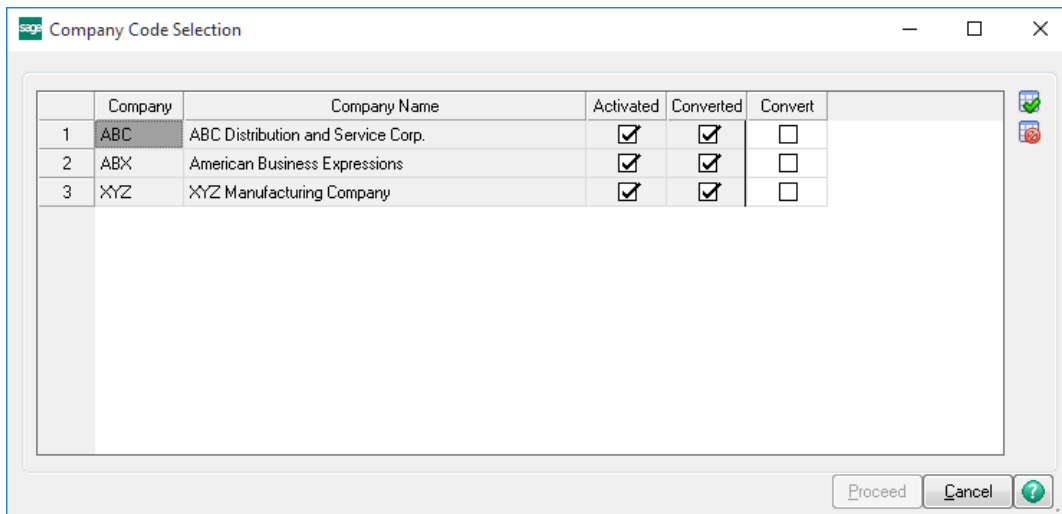 sage Company Code Selection
Company Company Name Activated Converted Convert
1 ABC ABC Distribution and Service Corp.
2 ABX American Business Expressions
3 XYZ XYZ Manufacturing Company
Proceed Cancel ?